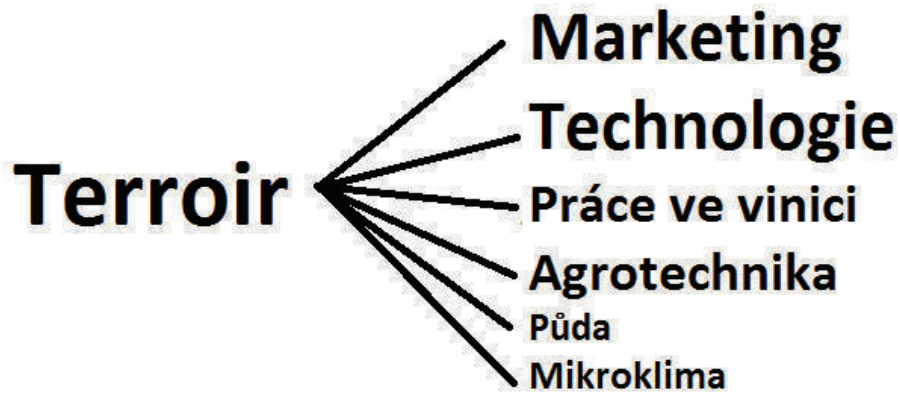 Terroir
Marketing
Technologie
Práce ve vinici
Agrotechnika
Půda
Mikroklima